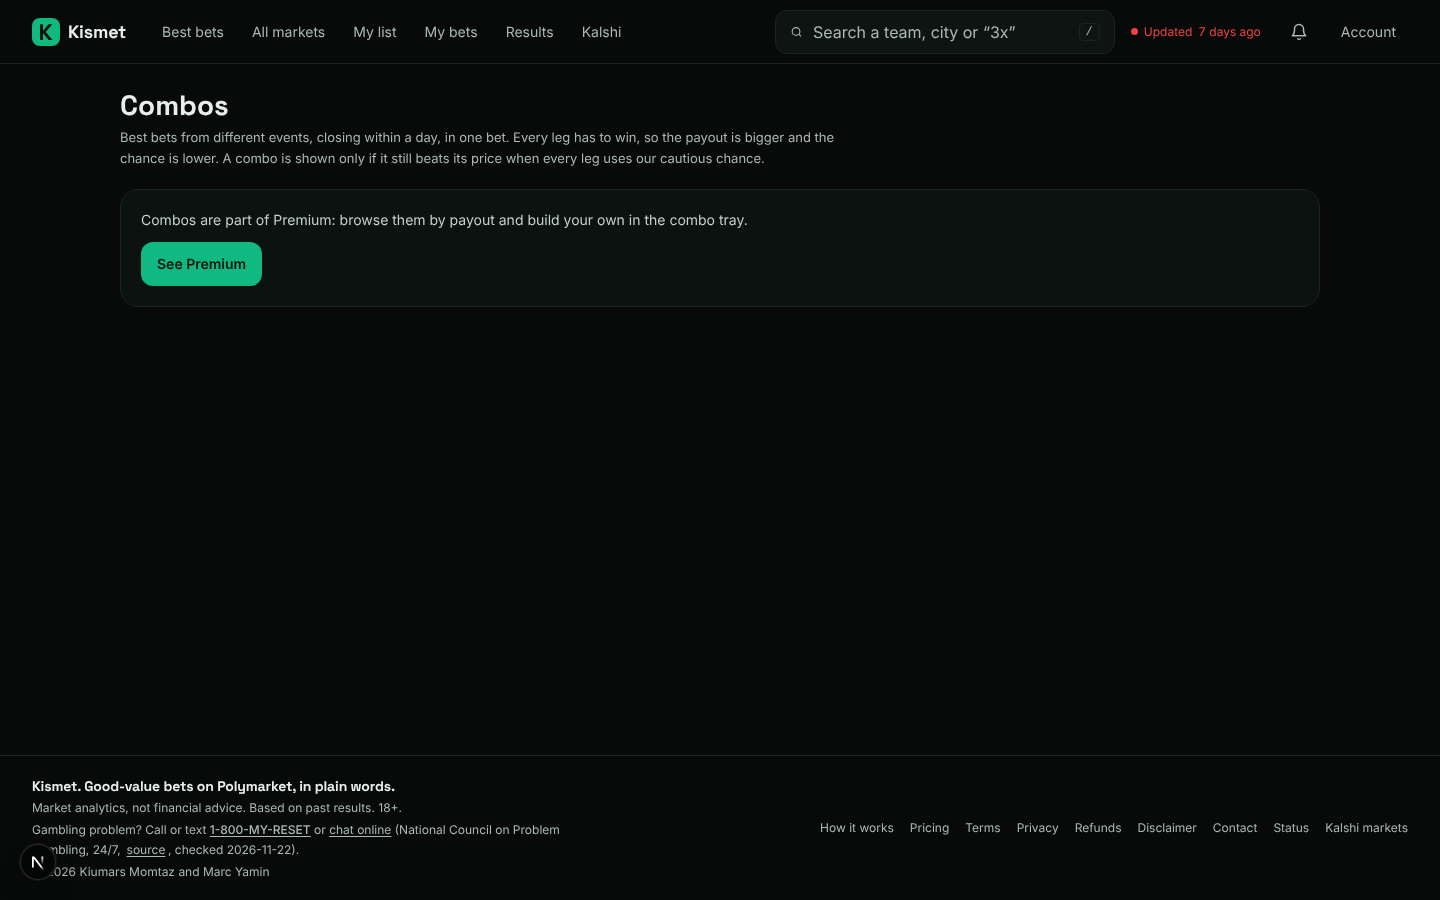 K Kismet Best bets All markets My list My bets Results Kalshi Search a team, city or “3x” / Updated 7 days ago Account
Combos
Best bets from different events, closing within a day, in one bet. Every leg has to win, so the payout is bigger and the
chance is lower. A combo is shown only if it still beats its price when every leg uses our cautious chance.
Combos are part of Premium: browse them by payout and build your own in the combo tray.
See Premium
Kismet. Good-value bets on Polymarket, in plain words.
Market analytics, not financial advice. Based on past results. 18+.
Gambling problem? Call or text 1-800-MY-RESET or chat online (National Council on Problem
mbling, 24/7, source , checked 2026-11-22).
026 Kiumars Momtaz and Marc Yamin
How it works Pricing Terms Privacy Refunds Disclaimer Contact Status Kalshi markets
N